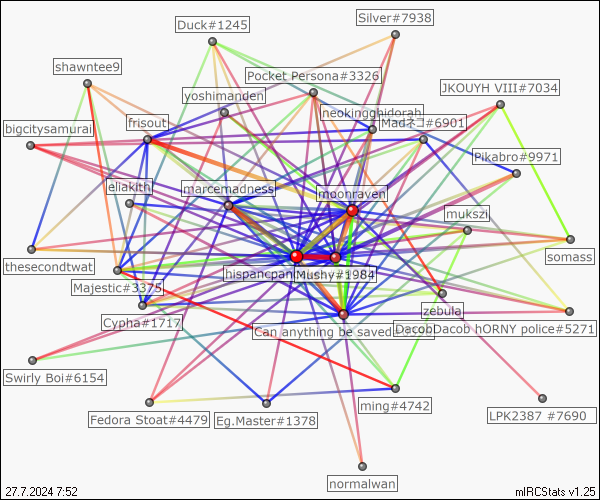 Silver#7938
Duck#1245
shawntee9
Pocket Persona#3326
JKOUYH VIII#7034
yoshimanden
neokingghidorah
Madネコ#6901
frisout
bigcitysamurai
Pikabro#9971
eliakith
marcemadness
moonraven
mukszi
somass
thesecondtwat
hispancpan
Mushy#1984
Majestic#3375
zebula
Cypha#1717
Can anything be saved
DacobDacob hORNY police#5271
Swirly Boi#6154
ming#4742
Fedora Stoat#4479
Eg.Master#1378
LPK2387 #7690
normalwan
27.7.2024 7:52
mIRCStats v1.25